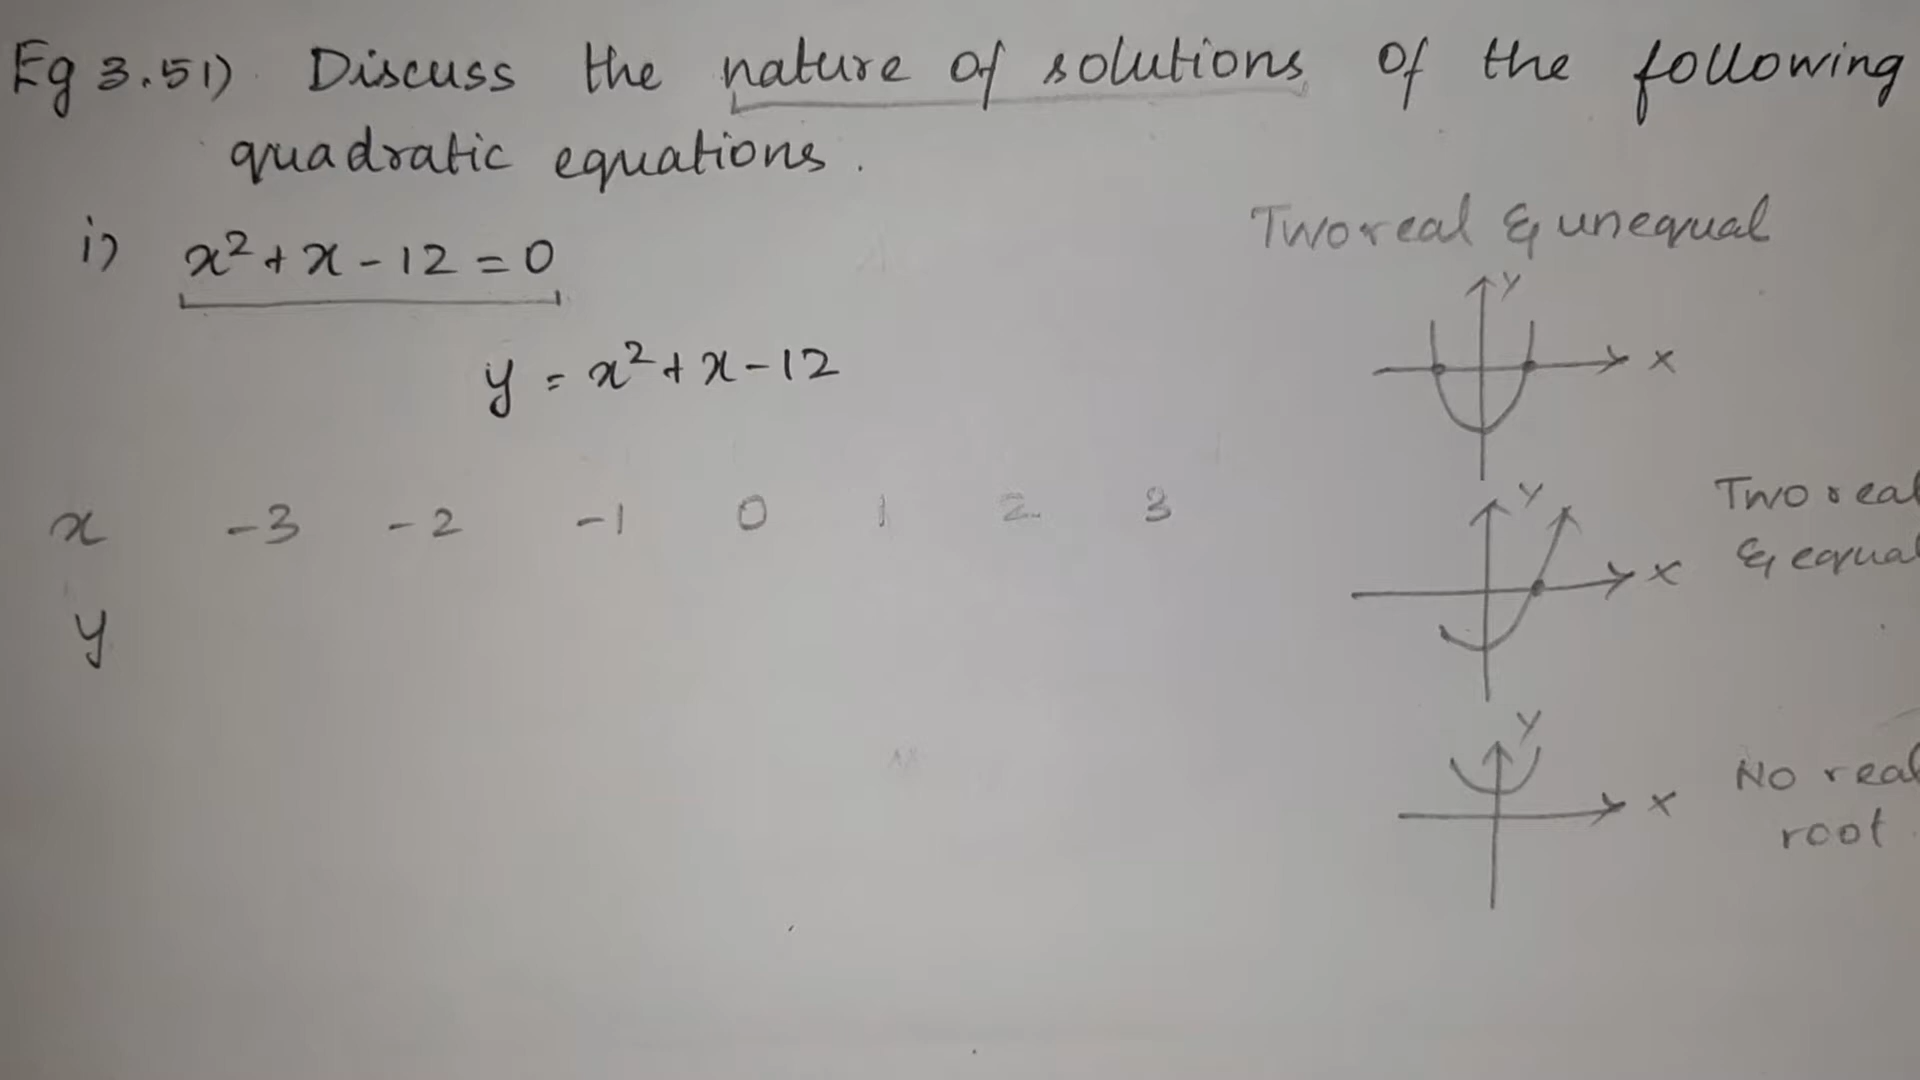 Eg 3.51) Discuss the nature of solutions of the following
quadratic equations.
i) x² + x - 12 = 0
Two real & unequal
y = x² + x - 12
Y
X
x -3 -2 -1 0 1 2 3
y
Y
X
Two real
& equal
Y
X
No real
root